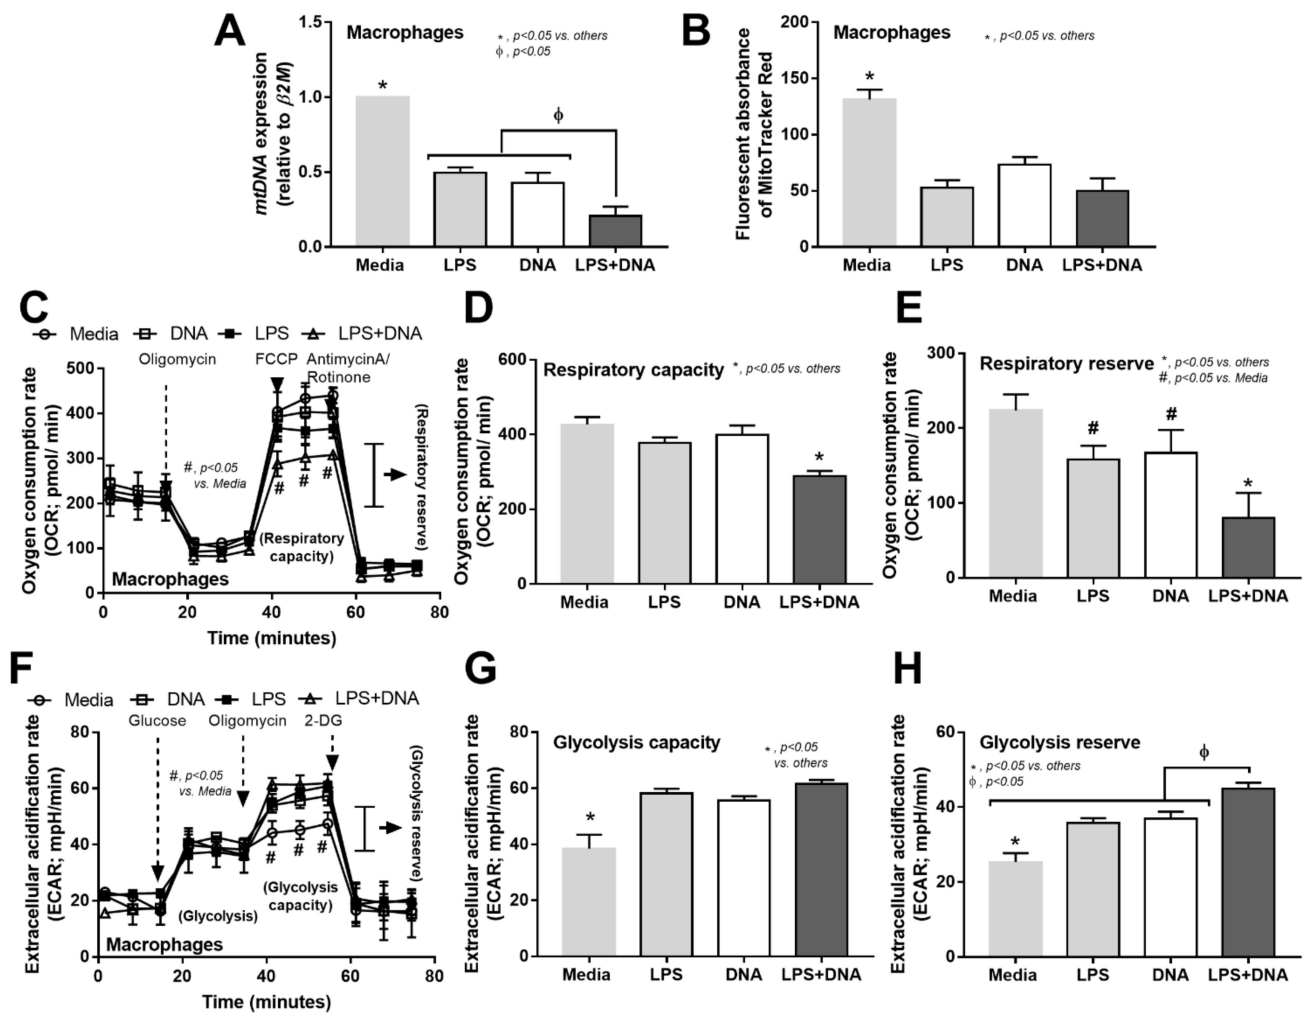 A
Macrophages
*, p<0.05 vs. others
ϕ, p<0.05
mtDNA expression
(relative to β2M)
1.5
1.0
0.5
0.0
*
ϕ
Media LPS DNA LPS+DNA
B
Macrophages
*, p<0.05 vs. others
Fluorescent absorbance
of MitoTracker Red
200
150
100
50
0
*
Media LPS DNA LPS+DNA
C
Media DNA LPS LPS+DNA
Oligomycin FCCP AntimycinA/
Rotinone
Oxygen consumption rate
(OCR; pmol/ min)
500
400
300
200
100
0
#, p<0.05
vs. Media
# # #
(Respiratory
capacity)
(Respiratory reserve)
Macrophages
0 20 40 60 80
Time (minutes)
D
Respiratory capacity *, p<0.05 vs. others
Oxygen consumption rate
(OCR; pmol/ min)
600
400
200
0
*
Media LPS DNA LPS+DNA
E
Respiratory reserve *, p<0.05 vs. others
#, p<0.05 vs. Media
Oxygen consumption rate
(OCR; pmol/ min)
300
200
100
0
# # *
Media LPS DNA LPS+DNA
F
Media DNA LPS LPS+DNA
Glucose Oligomycin 2-DG
Extracellular acidification rate
(ECAR; mpH/min)
80
60
40
20
0
#, p<0.05
vs. Media
# # #
(Glycolysis
capacity)
(Glycolysis)
(Glycolysis reserve)
Macrophages
0 20 40 60 80
Time (minutes)
G
Glycolysis capacity
*, p<0.05
vs. others
Extracellular acidification rate
(ECAR; mpH/min)
80
60
40
20
0
*
Media LPS DNA LPS+DNA
H
Glycolysis reserve
*, p<0.05 vs. others
ϕ, p<0.05
Extracellular acidification rate
(ECAR; mpH/min)
60
40
20
0
ϕ
*
Media LPS DNA LPS+DNA